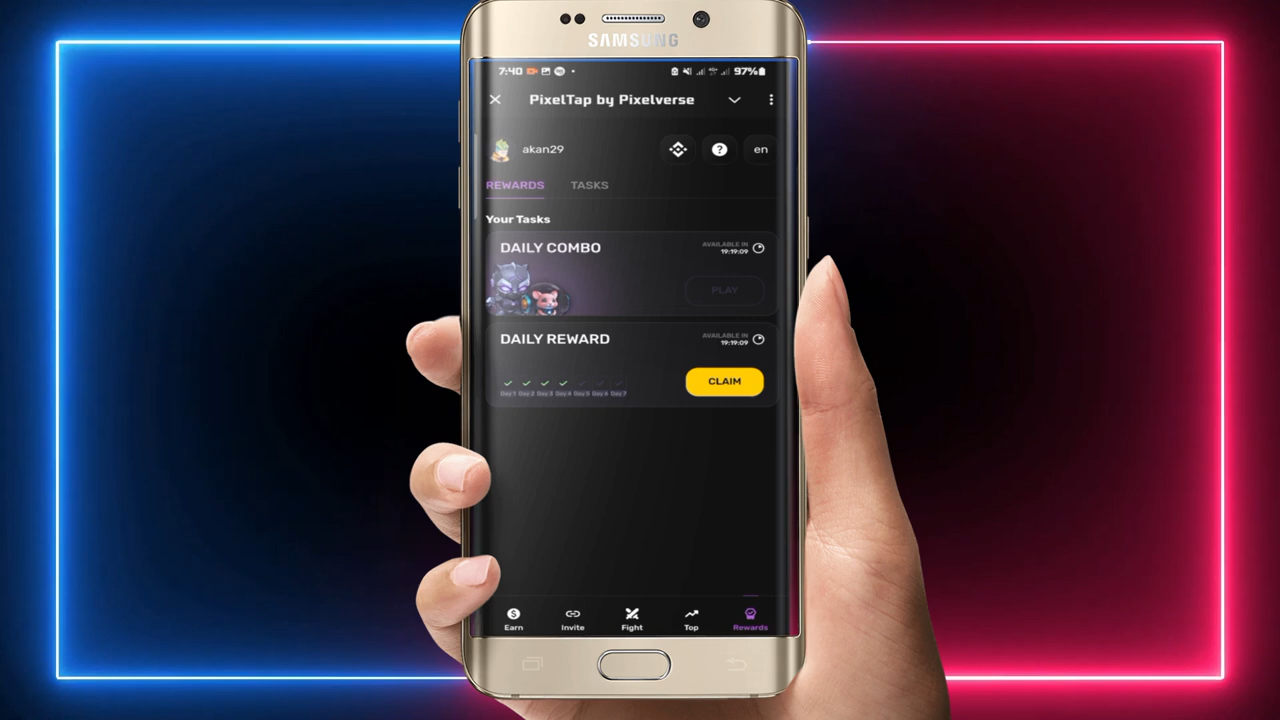 SAMSUNG
7:40 97%
PixelTap by Pixelverse
akan29 ? en
REWARDS TASKS
Your Tasks
DAILY COMBO
AVAILABLE IN
19:19:09
PLAY
DAILY REWARD
AVAILABLE IN
19:19:09
CLAIM
Day 1 Day 2 Day 3 Day 4 Day 5 Day 6 Day 7
Earn Invite Fight Top Rewards